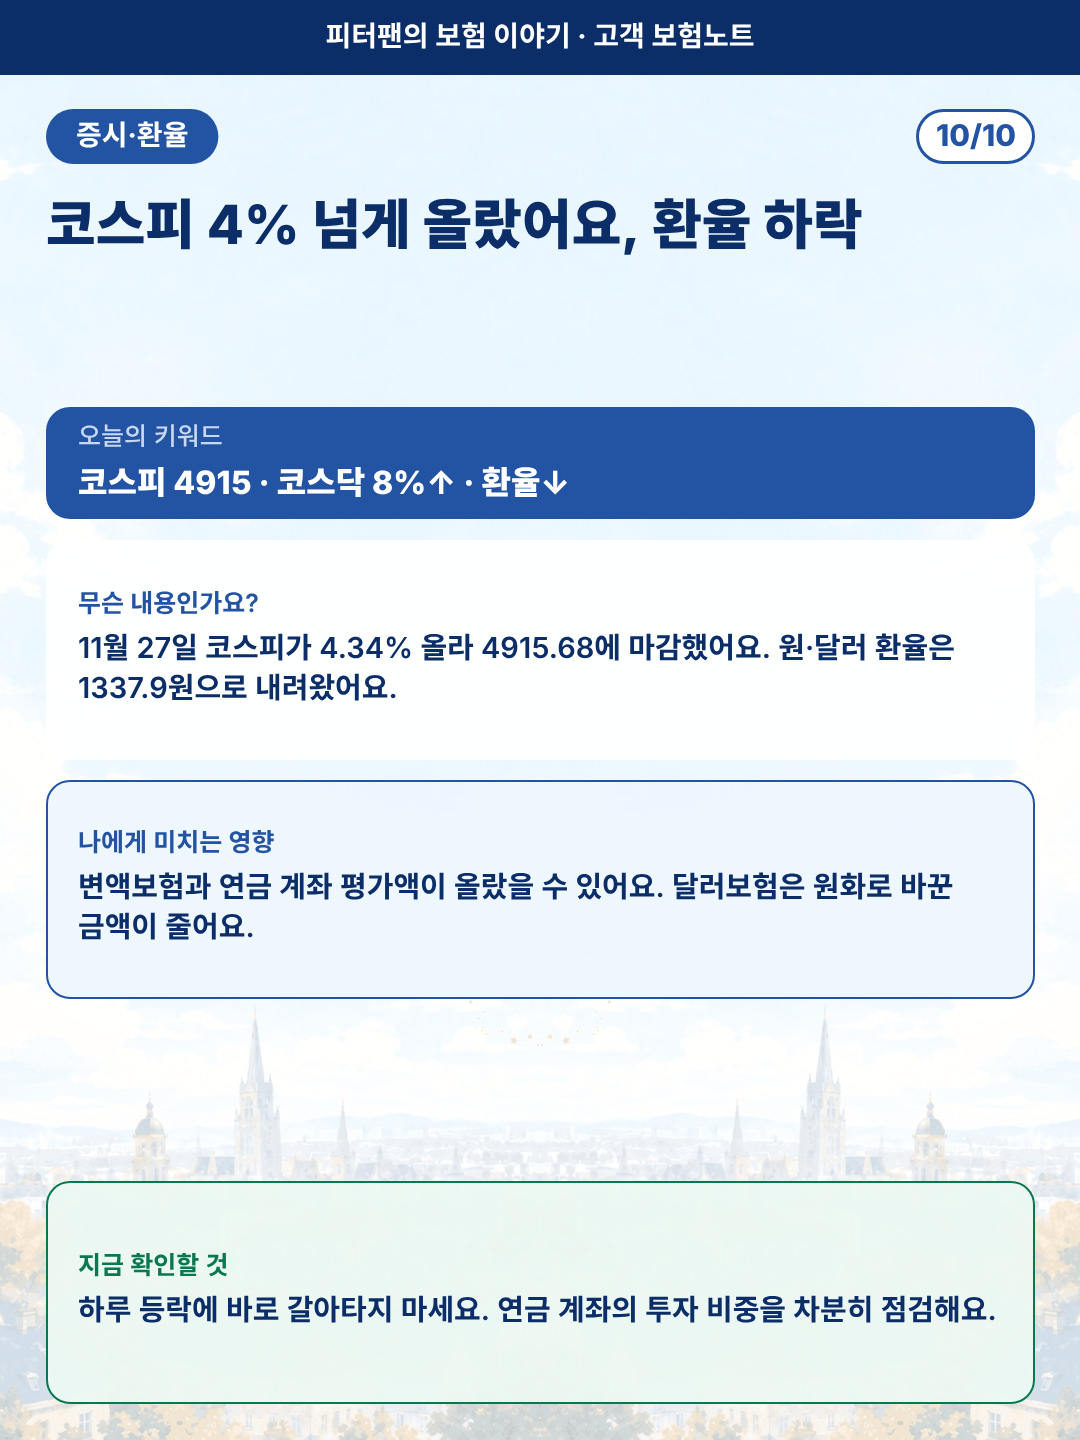 피터팬의 보험 이야기 · 고객 보험노트
증시·환율
10/10
코스피 4% 넘게 올랐어요, 환율 하락
오늘의 키워드
코스피 4915 · 코스닥 8%↑ · 환율↓
무슨 내용인가요?
11월 27일 코스피가 4.34% 올라 4915.68에 마감했어요. 원·달러 환율은
1337.9원으로 내려왔어요.
나에게 미치는 영향
변액보험과 연금 계좌 평가액이 올랐을 수 있어요. 달러보험은 원화로 바꾼
금액이 줄어요.
지금 확인할 것
하루 등락에 바로 갈아타지 마세요. 연금 계좌의 투자 비중을 차분히 점검해요.